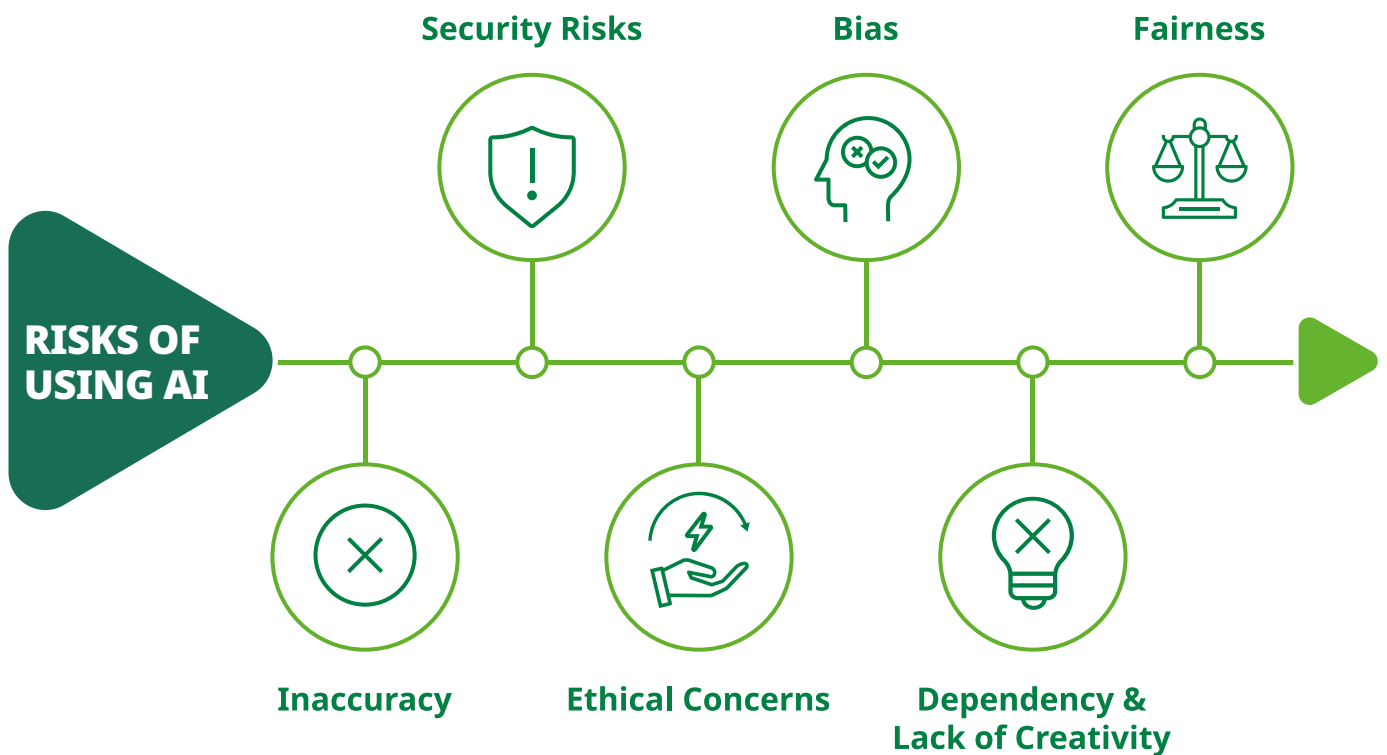 Security Risks
Bias
Fairness
RISKS OF
USING AI
Inaccuracy
Ethical Concerns
Dependency &
Lack of Creativity